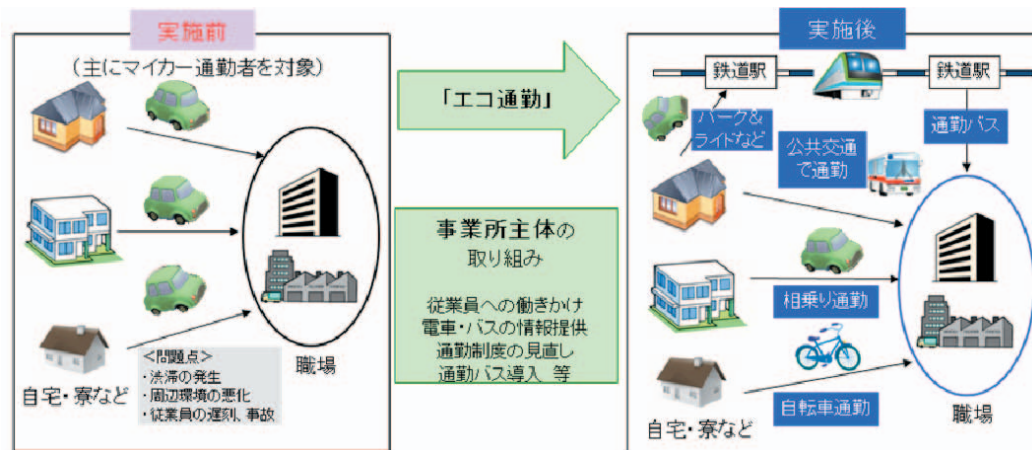 実施前
(主にマイカー通勤者を対象)
職場
自宅・寮など
<問題点>
・渋滞の発生
・周辺環境の悪化
・従業員の遅刻、事故
「エコ通勤」
事業所主体の
取り組み
従業員への働きかけ
電車・バスの情報提供
通勤制度の見直し
通勤バス導入 等
実施後
鉄道駅
鉄道駅
パーク&
ライドなど
公共交通
で通勤
通勤バス
相乗り通勤
自転車通勤
自宅・寮など
職場